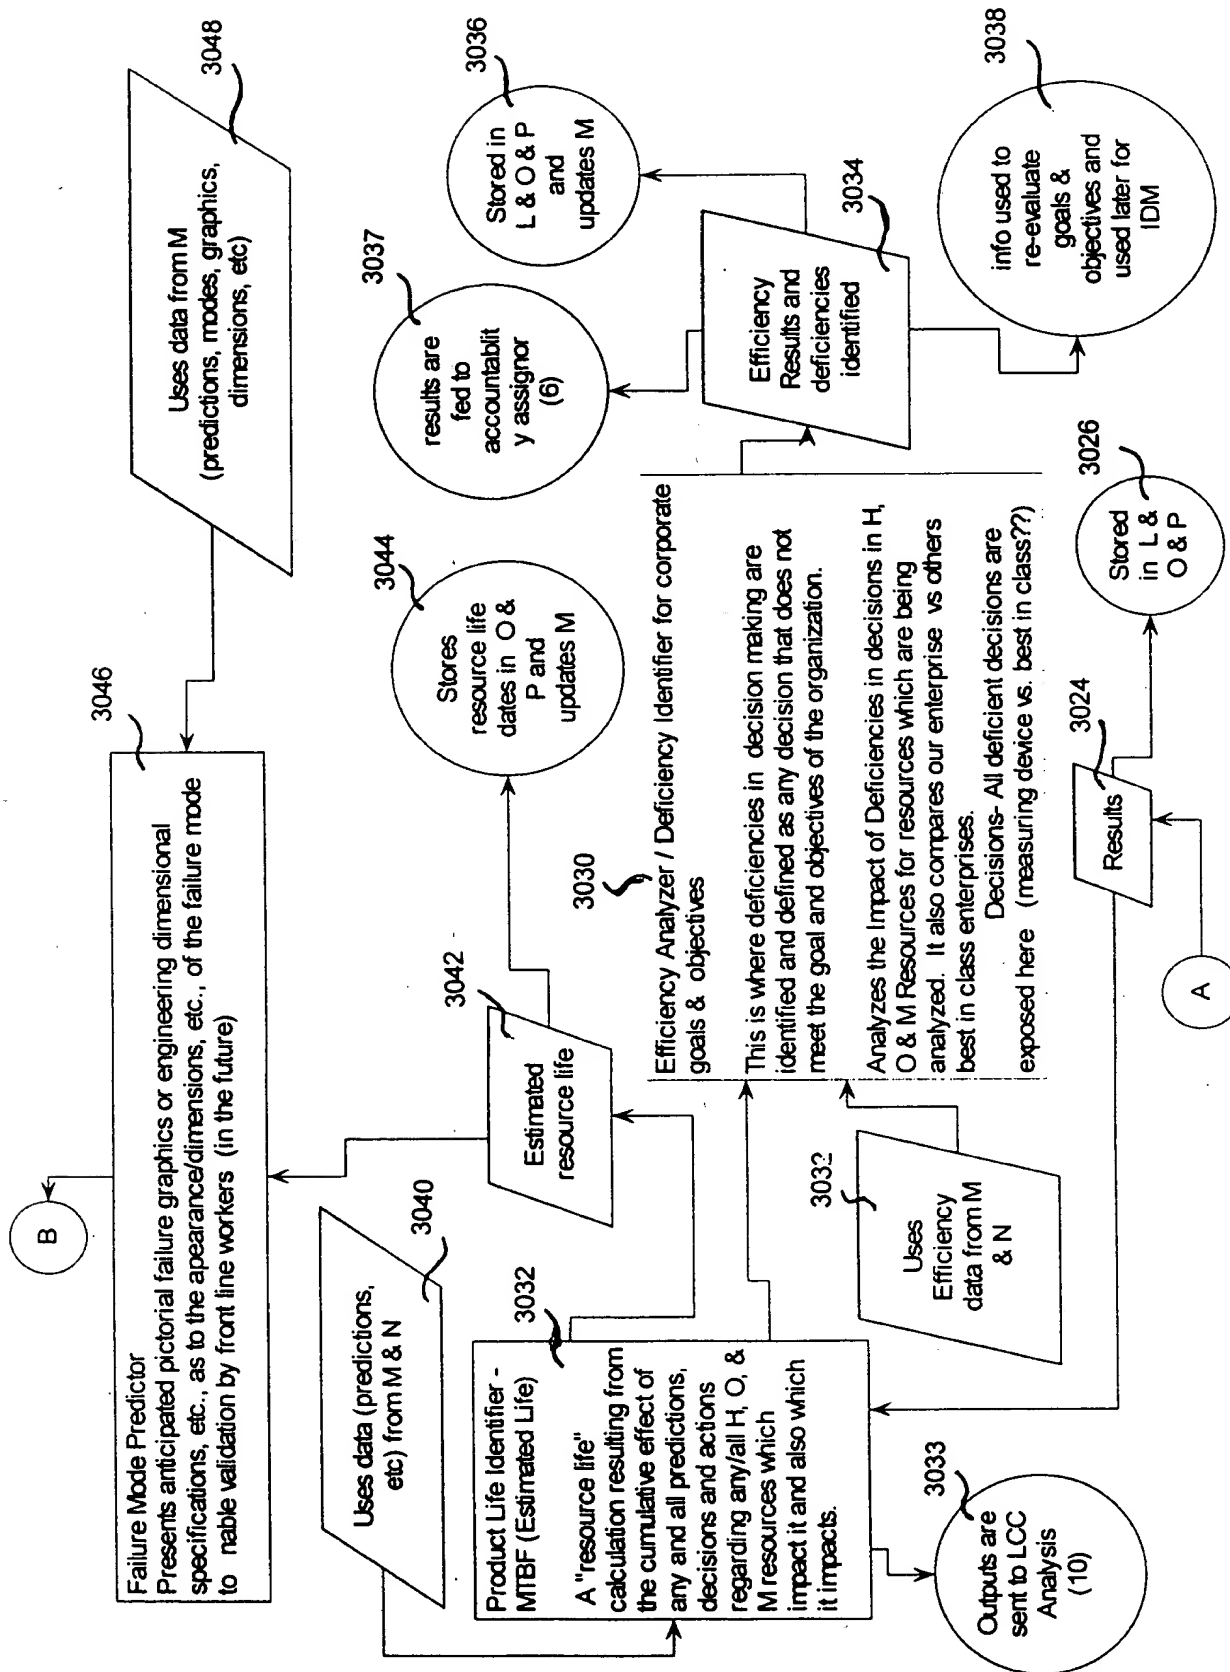 B
Failure Mode Predictor
Presents anticipated pictorial failure graphics or engineering dimensional
specifications, etc., as to the apearance/dimensions, etc., of the failure mode
to nable validation by front line workers (in the future)
3046
Uses data from M
(predictions, modes, graphics,
dimensions, etc)
3048
Uses data (predictions,
etc) from M & N
3040
Estimated
resource life
3042
Stores
resource life
dates in O &
P and
updates M
3044
results are
fed to
accountablit
y assignor
(6)
3037
Stored in
L & O & P
and
updates M
3036
Product Life Identifier -
MTBF (Estimated Life)
A "resource life"
calculation resulting from
the cumulative effect of
any and all predictions,
decisions and actions
regarding any/all H, O, &
M resources which
impact it and also which
it impacts.
3032
3030
Efficiency Analyzer / Deficiency Identifier for corporate
goals & objectives
This is where deficiencies in decision making are
identified and defined as any decision that does not
meet the goal and objectives of the organization.
Analyzes the Impact of Deficiencies in decisions in H,
O & M Resources for resources which are being
analyzed. It also compares our enterprise vs others
best in class enterprises.
Decisions- All deficient decisions are
exposed here (measuring device vs. best in class??)
Efficiency
Results and
deficiencies
identified
3034
3032
Uses
Efficiency
data from M
& N
Outputs are
sent to LCC
Analysis
(10)
3033
Results
3024
Stored
in L &
O & P
3026
info used to
re-evaluate
goals &
objectives and
used later for
IDM
3038
A